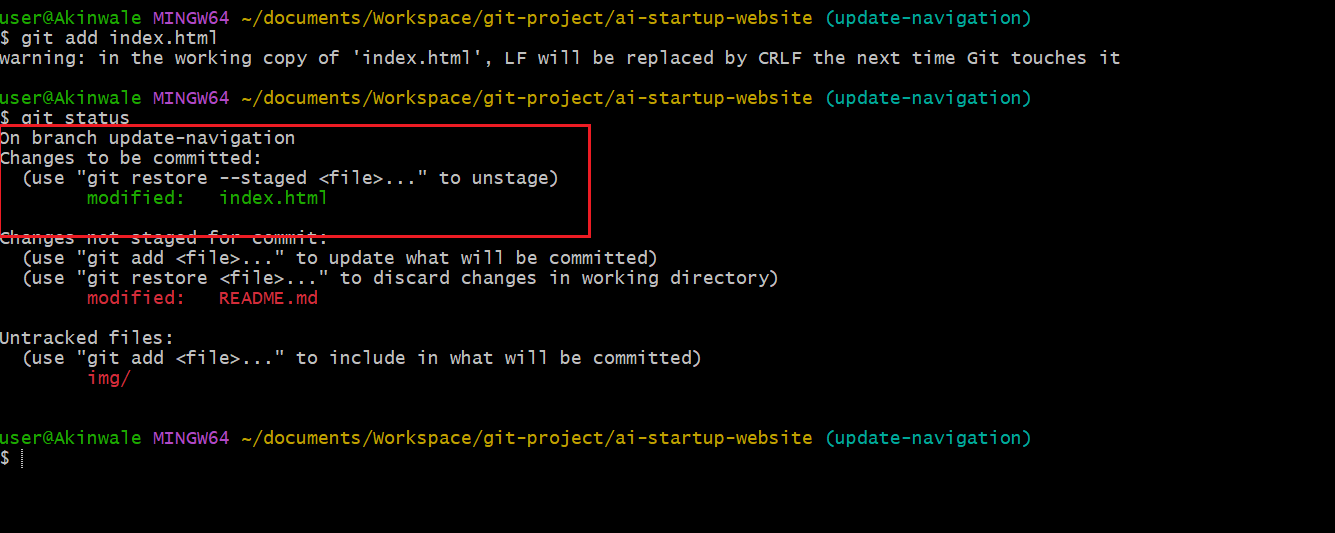 user@Akinwale MINGW64 ~/documents/Workspace/git-project/ai-startup-website (update-navigation)
$ git add index.html
warning: in the working copy of 'index.html', LF will be replaced by CRLF the next time Git touches it
user@Akinwale MINGW64 ~/documents/Workspace/git-project/ai-startup-website (update-navigation)
$ git status
On branch update-navigation
Changes to be committed:
  (use "git restore --staged <file>..." to unstage)
        modified:   index.html
Changes not staged for commit:
  (use "git add <file>..." to update what will be committed)
  (use "git restore <file>..." to discard changes in working directory)
        modified:   README.md
Untracked files:
  (use "git add <file>..." to include in what will be committed)
        img/
user@Akinwale MINGW64 ~/documents/Workspace/git-project/ai-startup-website (update-navigation)
$